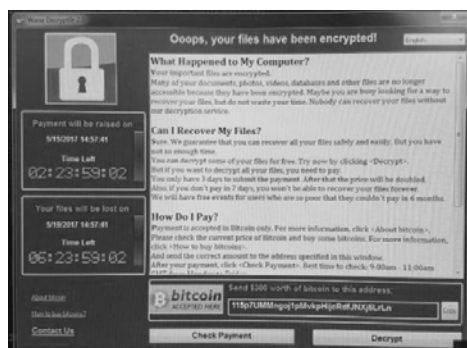 Wana Decrypt0r 2.0
Ooops, your files have been encrypted!
English
What Happened to My Computer?
Your important files are encrypted.
Many of your documents, photos, videos, databases and other files are no longer
accessible because they have been encrypted. Maybe you are busy looking for a way to
recover your files, but do not waste your time. Nobody can recover your files without
our decryption service.
Can I Recover My Files?
Sure. We guarantee that you can recover all your files safely and easily. But you have
not so enough time.
You can decrypt some of your files for free. Try now by clicking <Decrypt>.
But if you want to decrypt all your files, you need to pay.
You only have 3 days to submit the payment. After that the price will be doubled.
Also, if you don't pay in 7 days, you won't be able to recover your files forever.
We will have free events for users who are so poor that they couldn't pay in 6 months.
How Do I Pay?
Payment is accepted in Bitcoin only. For more information, click <About bitcoin>.
Please check the current price of Bitcoin and buy some bitcoins. For more information,
click <How to buy bitcoins>.
And send the correct amount to the address specified in this window.
After your payment, click <Check Payment>. Best time to check: 9:00am - 11:00am
GMT from Monday to Friday.
Payment will be raised on
5/15/2017 14:57:41
Time Left
02:23:59:02
Your files will be lost on
5/19/2017 14:57:41
Time Left
06:23:59:02
About bitcoin
How to buy bitcoins?
Contact Us
bitcoin
ACCEPTED HERE
Send $300 worth of bitcoin to this address:
Copy
Check Payment
Decrypt